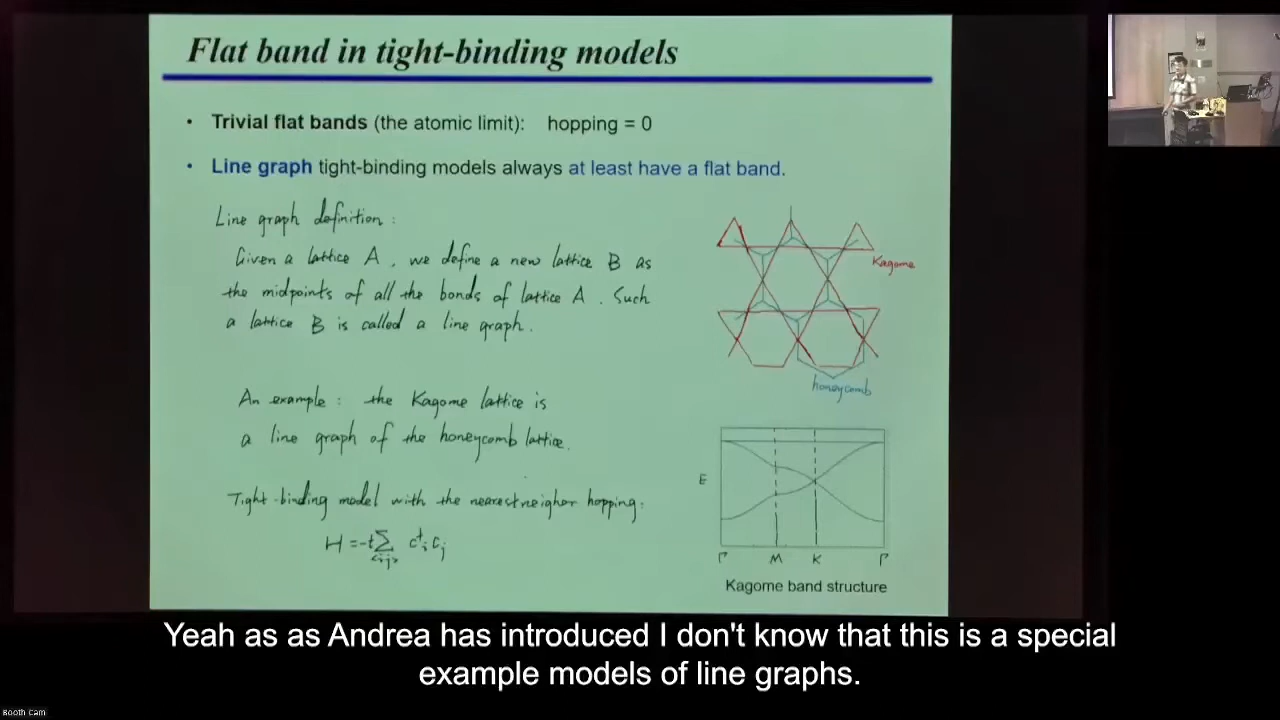 Flat band in tight-binding models
• Trivial flat bands (the atomic limit): hopping = 0
• Line graph tight-binding models always at least have a flat band.
Line graph definition:
Given a lattice A, we define a new lattice B as
the midpoints of all the bonds of lattice A. Such
a lattice B is called a line graph.
Kagome
honeycomb
An example: the Kagome lattice is
a line graph of the honeycomb lattice.
Tight-binding model with the nearest neigher hopping:
H = -t Σ c†i cj
<ij>
E
Γ M K Γ
Kagome band structure
Yeah as as Andrea has introduced I don't know that this is a special
example models of line graphs.
Booth Cam